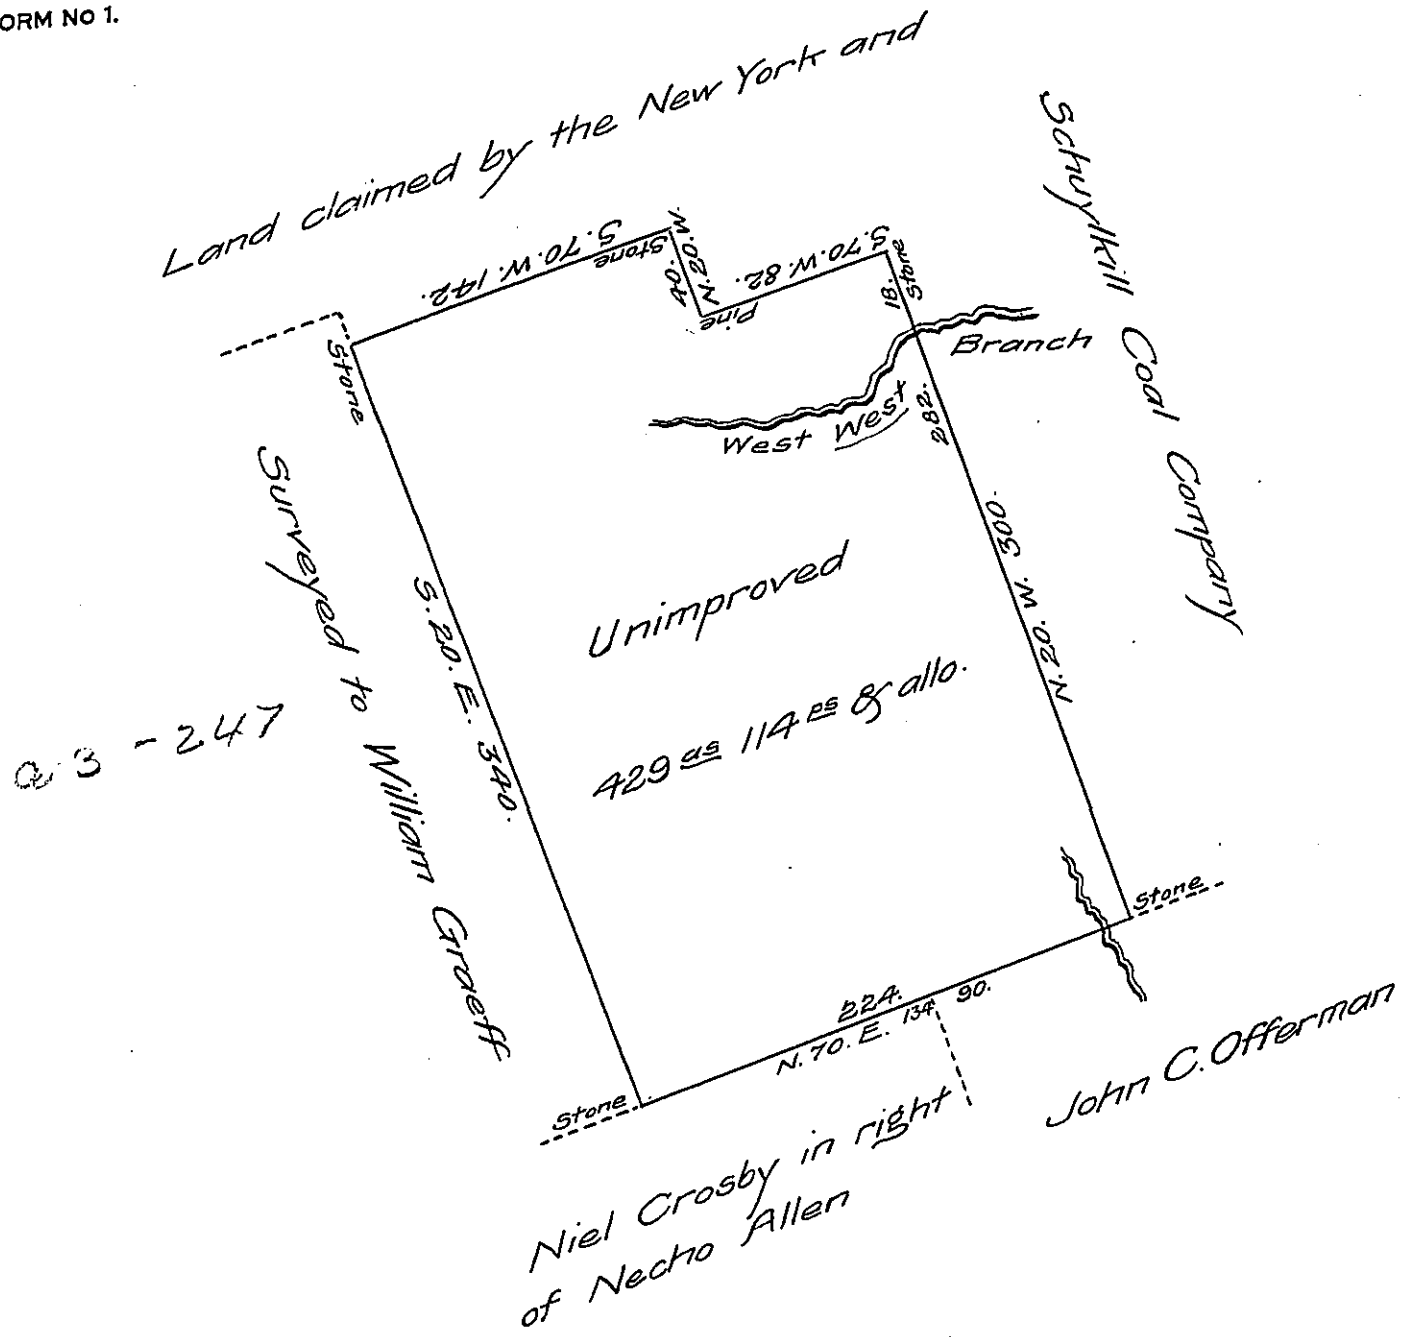 ORM No 1.
Land claimed by the New York and
Schuylkill Coal Company
S. 70. W. 142.
Stone
N. 20. W.
40.
Pine
S. 70. W. 82.
Stone
18.
Branch
West West
282.
Stone
Surveyed to William Graeff
S. 20. E. 340.
N. 20. W. 300.
Unimproved
429 as 114 ps & allo.
a 3 - 247
Stone
224.
N. 70. E. 134 90.
Stone
John C. Offerman
Niel Crosby in right
of Necho Allen